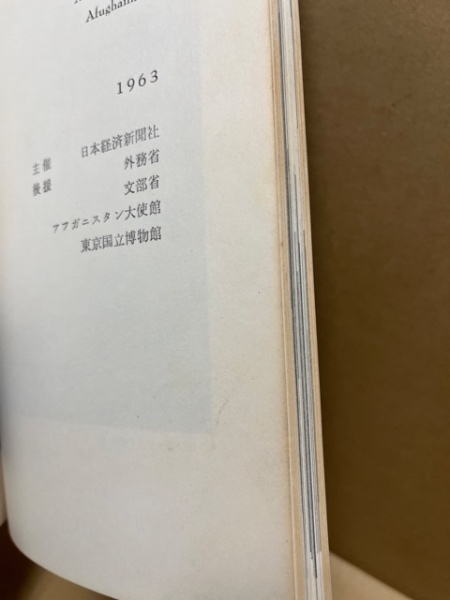 1963
主催 日本経済新聞社
後援 外務省
文部省
アフガニスタン大使館
東京国立博物館